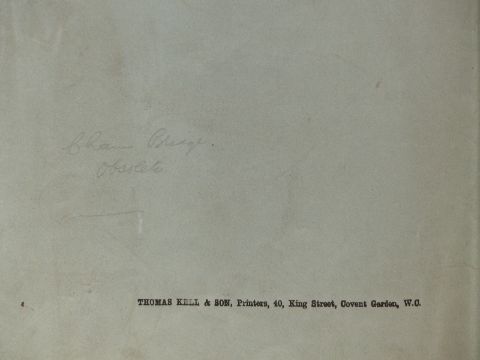 Chain Bridge
Obsolete
THOMAS KELL & SON, Printers, 40, King Street, Covent Garden, W.C.